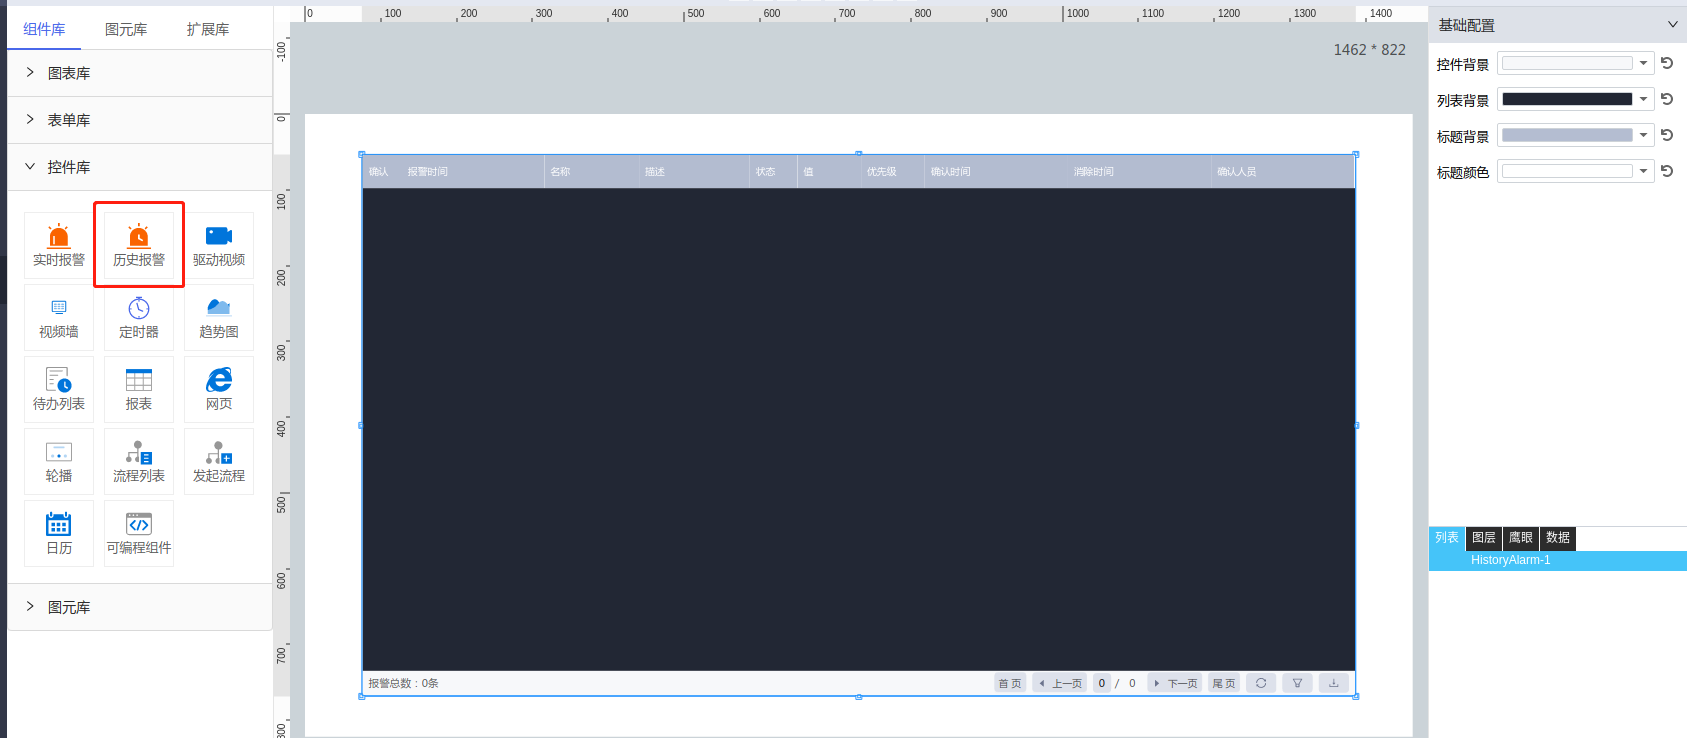 组件库 图元库 扩展库
图表库
表单库
控件库
实时报警 历史报警 驱动视频
视频墙 定时器 趋势图
待办列表 报表 网页
轮播 流程列表 发起流程
日历 可编程组件
图元库
0 100 200 300 400 500 600 700 800 900 1000 1100 1200 1300 1400
-100
0
100
200
300
400
500
600
700
800
1462 * 822
确认 报警时间 名称 描述 状态 值 优先级 确认时间 消除时间 确认人员
报警总数：0条 首页 上一页 0 / 0 下一页 尾页
基础配置
控件背景
列表背景
标题背景
标题颜色
列表 图层 鹰眼 数据
HistoryAlarm-1